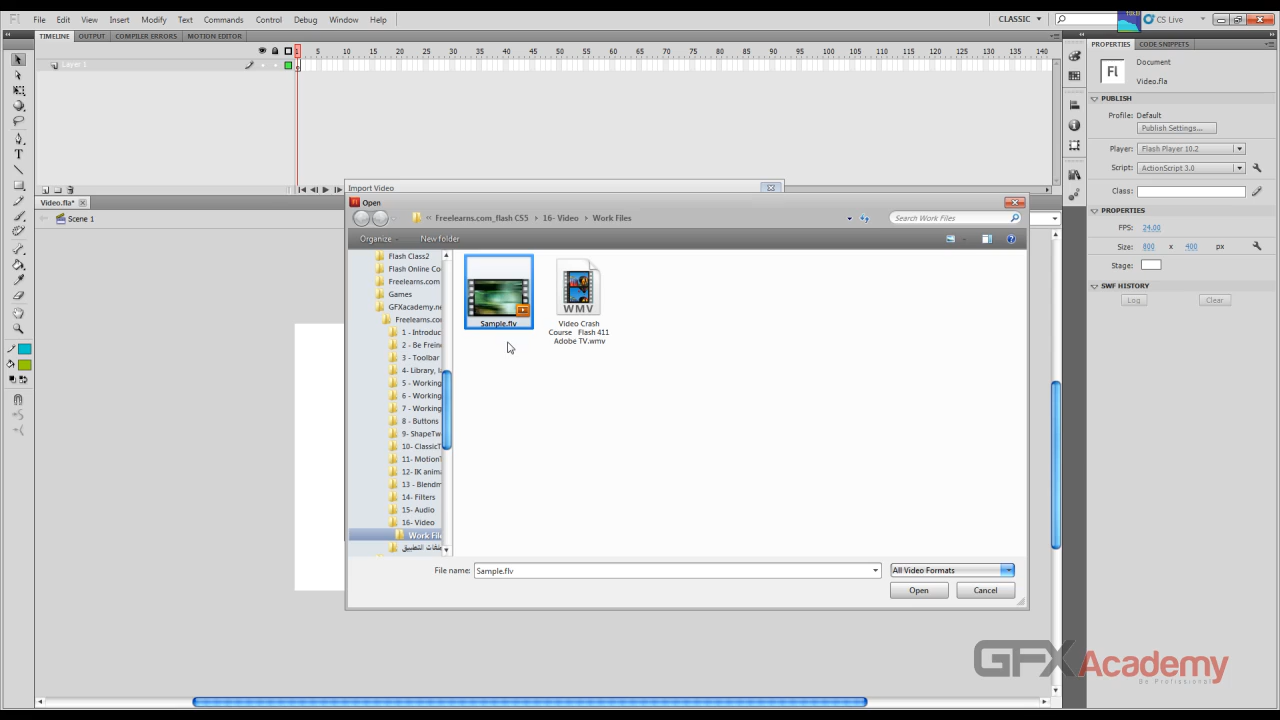 Fl File Edit View Insert Modify Text Commands Control Debug Window Help CLASSIC CS Live
TIMELINE OUTPUT COMPILER ERRORS MOTION EDITOR
1 5 10 15 20 25 30 35 40 45 50 55 60 65 70 75 80 85 90 95 100 105 110 115 120 125 130 135 140
Layer 1
PROPERTIES CODE SNIPPETS
Fl
Document
Video.fla
PUBLISH
Profile: Default
Publish Settings...
Player: Flash Player 10.2
Script: ActionScript 3.0
Class:
PROPERTIES
FPS: 24.00
Size: 800 x 400 px
Stage:
SWF HISTORY
Log Clear
Video.fla*
Scene 1
Import Video
Open
Freelearns.com_flash CS5 16- Video Work Files
Search Work Files
Organize New folder
Flash Class2
Flash Online Co
Freelearns.com
Games
GFXacademy.ne
Freelearns.co
1 - Introduc
2 - Be Frein
3 - Toolbar
4- Library, I
5 - Working
6 - Working
7 - Working
8 - Buttons
9- ShapeTw
10- ClassicT
11- MotionT
12- IK anima
13 - Blendm
14- Filters
15- Audio
16- Video
Work File
ملفات التطبيق
Sample.flv
WMV
Video Crash
Course Flash 411
Adobe TV.wmv
File name: Sample.flv All Video Formats
Open Cancel
GFX Academy
Be Profissional